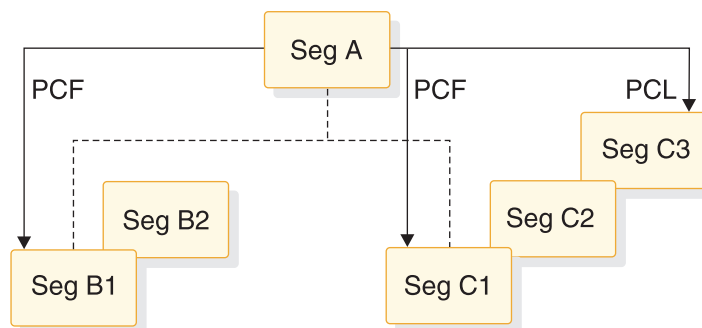 Seg A
PCF
PCF
PCL
Seg C3
Seg B2
Seg C2
Seg B1
Seg C1